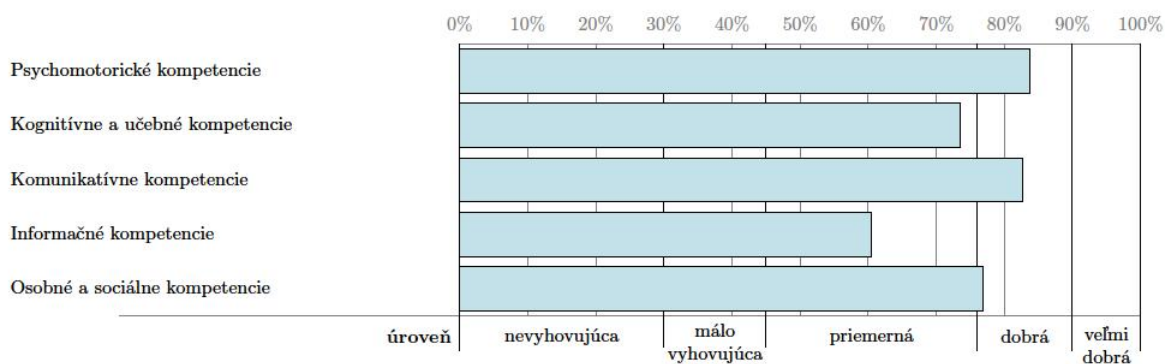 0% 10% 20% 30% 40% 50% 60% 70% 80% 90% 100%
Psychomotorické kompetencie
Kognitívne a učebné kompetencie
Komunikatívne kompetencie
Informačné kompetencie
Osobné a sociálne kompetencie
úroveň nevyhovujúca málo vyhovujúca priemerná dobrá veľmi dobrá